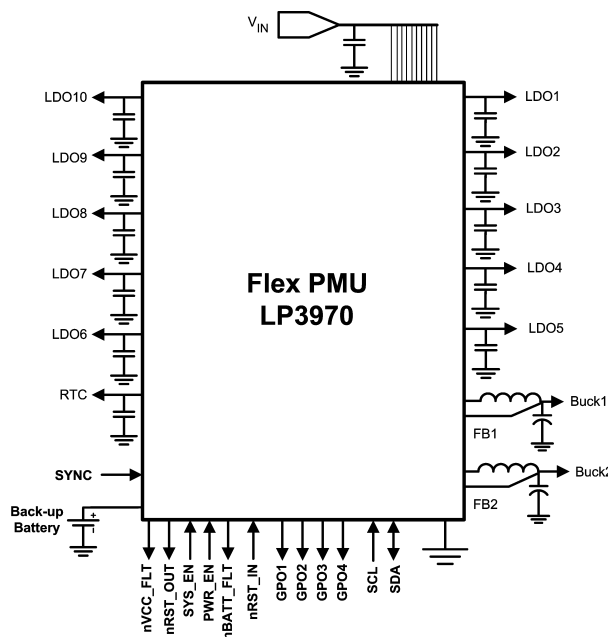 VIN
LDO10
LDO1
LDO9
LDO2
LDO8
LDO3
LDO7
LDO4
LDO6
LDO5
Flex PMU
LP3970
RTC
Buck1
FB1
SYNC
Buck2
FB2
Back-up
Battery
+
-
nVCC_FLT
nRST_OUT
SYS_EN
PWR_EN
nBATT_FLT
nRST_IN
GPO1
GPO2
GPO3
GPO4
SCL
SDA